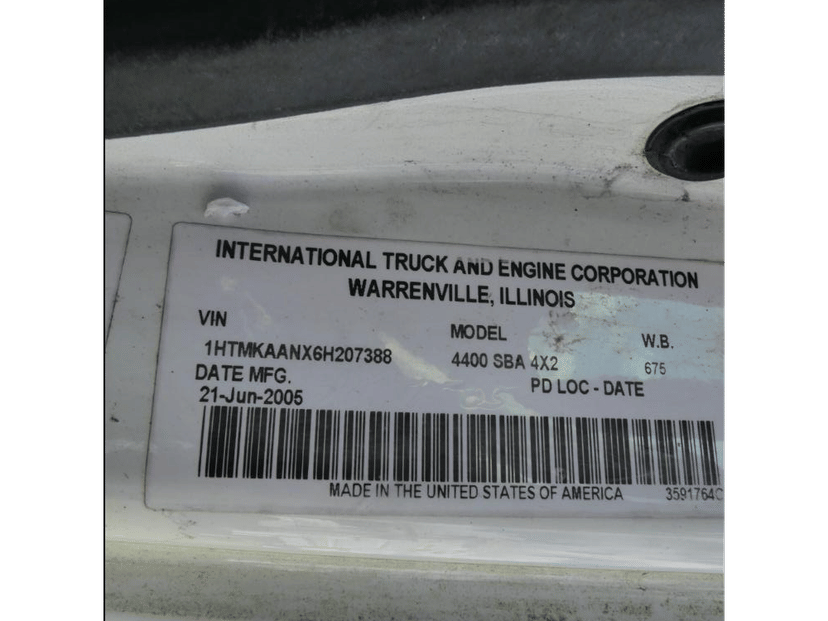 INTERNATIONAL TRUCK AND ENGINE CORPORATION
WARRENVILLE, ILLINOIS
VIN MODEL W.B.
1HTMKAANX6H207388 4400 SBA 4X2 675
DATE MFG. PD LOC - DATE
21-Jun-2005
MADE IN THE UNITED STATES OF AMERICA 3591764C